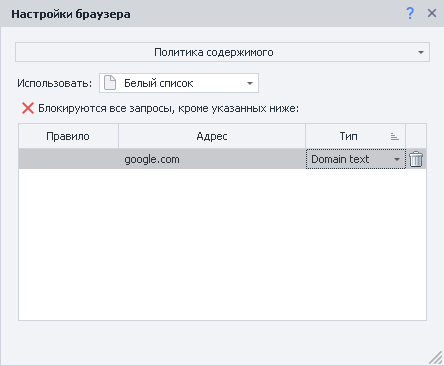 Настройки браузера
?
Политика содержимого
Использовать: Белый список
Блокируются все запросы, кроме указанных ниже:
Правило Адрес Тип
google.com Domain text